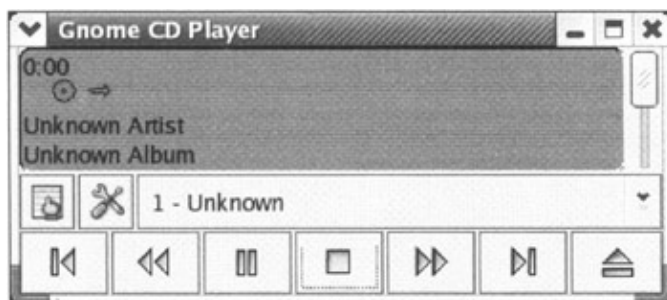 Gnome CD Player
0:00
Unknown Artist
Unknown Album
1 - Unknown